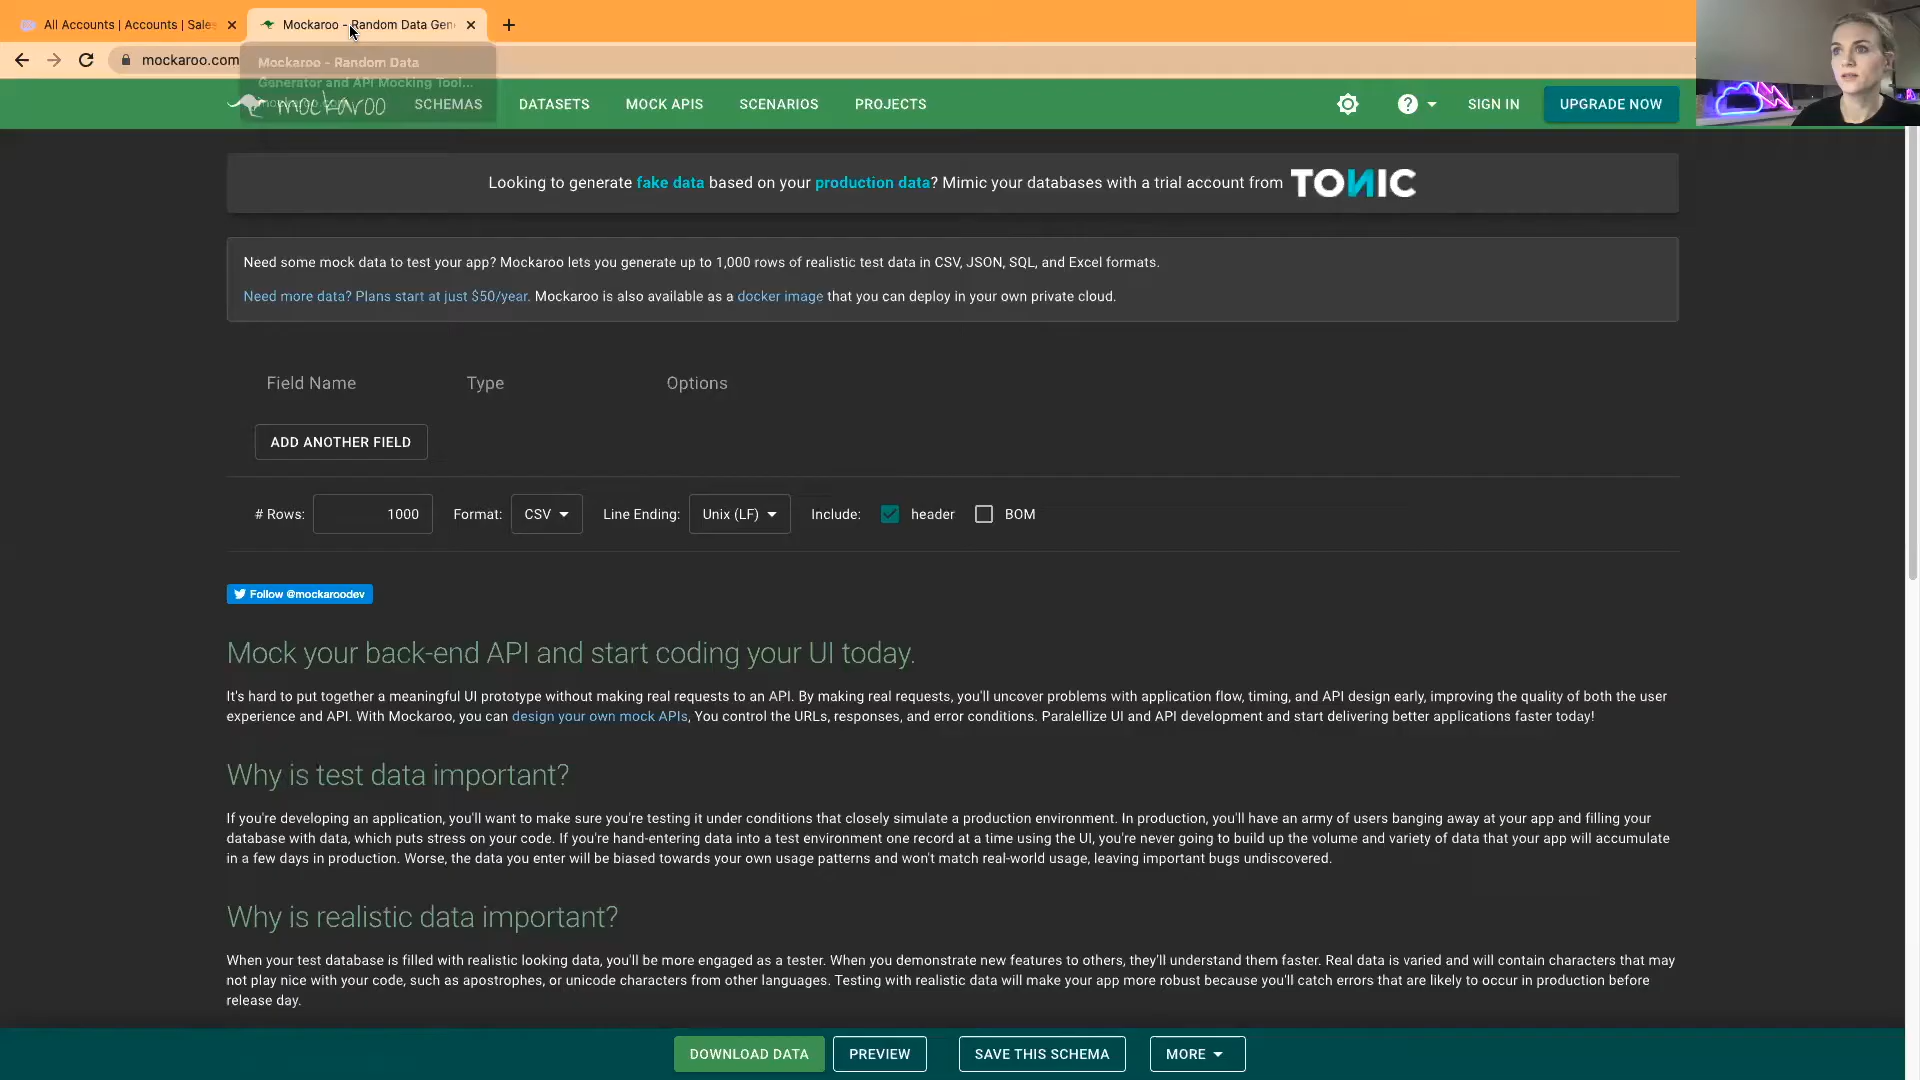 All Accounts | Accounts | Sales
Mockaroo - Random Data Gen
mockaroo.com
Mockaroo - Random Data
Generator and API Mocking Tool...
mockaroo.com
mockaroo
SCHEMAS
DATASETS
MOCK APIS
SCENARIOS
PROJECTS
SIGN IN
UPGRADE NOW
Looking to generate fake data based on your production data? Mimic your databases with a trial account from TONIC
Need some mock data to test your app? Mockaroo lets you generate up to 1,000 rows of realistic test data in CSV, JSON, SQL, and Excel formats.
Need more data? Plans start at just $50/year. Mockaroo is also available as a docker image that you can deploy in your own private cloud.
Field Name
Type
Options
ADD ANOTHER FIELD
# Rows: 1000 Format: CSV Line Ending: Unix (LF) Include: header BOM
Follow @mockaroodev
Mock your back-end API and start coding your UI today.
It's hard to put together a meaningful UI prototype without making real requests to an API. By making real requests, you'll uncover problems with application flow, timing, and API design early, improving the quality of both the user
experience and API. With Mockaroo, you can design your own mock APIs, You control the URLs, responses, and error conditions. Paralellize UI and API development and start delivering better applications faster today!
Why is test data important?
If you're developing an application, you'll want to make sure you're testing it under conditions that closely simulate a production environment. In production, you'll have an army of users banging away at your app and filling your
database with data, which puts stress on your code. If you're hand-entering data into a test environment one record at a time using the UI, you're never going to build up the volume and variety of data that your app will accumulate
in a few days in production. Worse, the data you enter will be biased towards your own usage patterns and won't match real-world usage, leaving important bugs undiscovered.
Why is realistic data important?
When your test database is filled with realistic looking data, you'll be more engaged as a tester. When you demonstrate new features to others, they'll understand them faster. Real data is varied and will contain characters that may
not play nice with your code, such as apostrophes, or unicode characters from other languages. Testing with realistic data will make your app more robust because you'll catch errors that are likely to occur in production before
release day.
DOWNLOAD DATA
PREVIEW
SAVE THIS SCHEMA
MORE